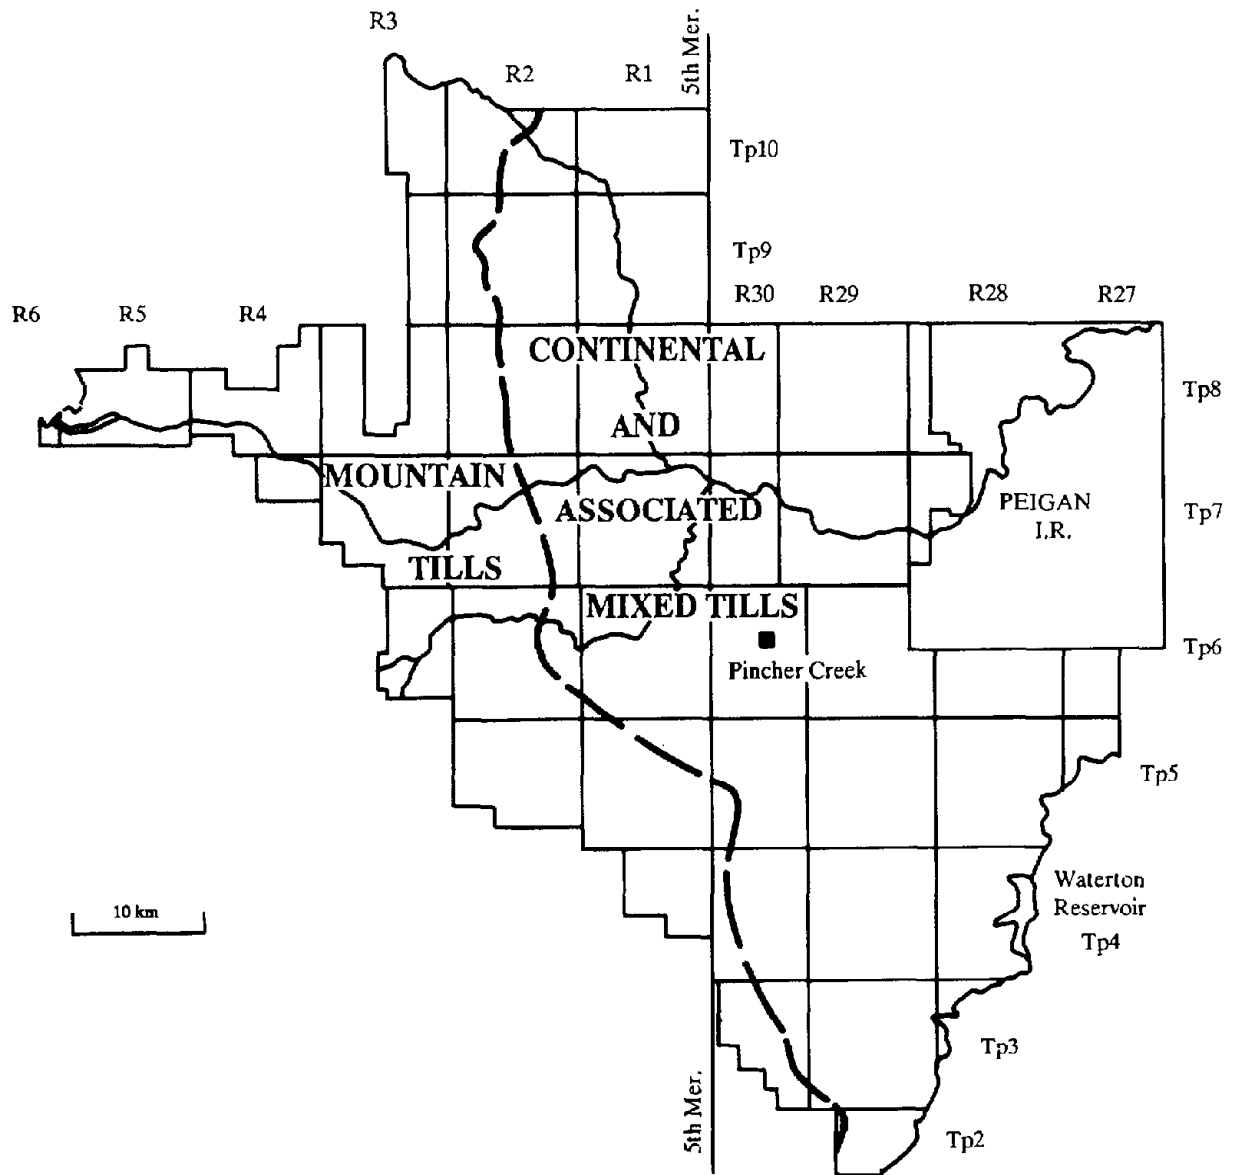 R3
R2
R1
5th Mer.
Tp10
Tp9
R6
R5
R4
R30
R29
R28
R27
CONTINENTAL
Tp8
AND
MOUNTAIN
ASSOCIATED
PEIGAN
I.R.
Tp7
TILLS
MIXED TILLS
Pincher Creek
Tp6
Tp5
Waterton
Reservoir
Tp4
10 km
Tp3
5th Mer.
Tp2